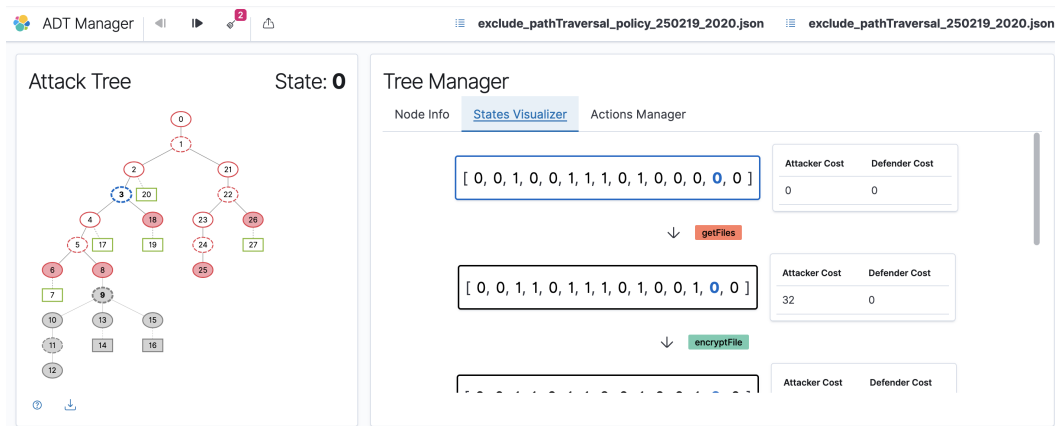 ADT Manager
2
exclude_pathTraversal_policy_250219_2020.json
exclude_pathTraversal_250219_2020.json
Attack Tree
State: 0
0
1
2
21
3
20
22
4
18
23
26
5
17
19
24
27
6
8
25
7
9
10
13
15
11
14
16
12
Tree Manager
Node Info
States Visualizer
Actions Manager
[ 0, 0, 1, 0, 0, 1, 1, 1, 0, 1, 0, 0, 0, 0, 0 ]
Attacker Cost
Defender Cost
0
0
getFiles
[ 0, 0, 1, 1, 0, 1, 1, 1, 0, 1, 0, 0, 1, 0, 0 ]
Attacker Cost
Defender Cost
32
0
encryptFile
Attacker Cost
Defender Cost